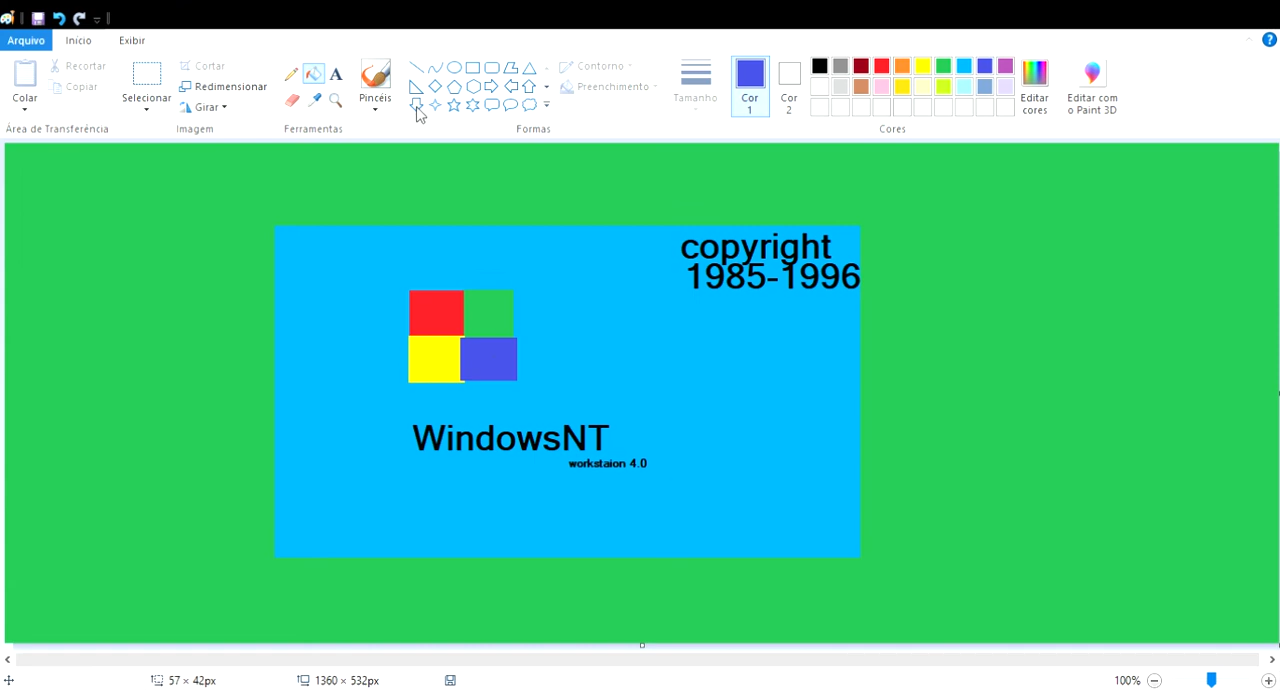 Arquivo Início Exibir
Colar
Recortar
Copiar
Área de Transferência
Selecionar
Cortar
Redimensionar
Girar
Imagem
A
Ferramentas
Pincéis
Contorno
Preenchimento
Formas
Tamanho
Cor
1
Cor
2
Cores
Editar
cores
Editar com
o Paint 3D
?
copyright
1985-1996
WindowsNT
workstaion 4.0
57 × 42px
1360 × 532px
100%